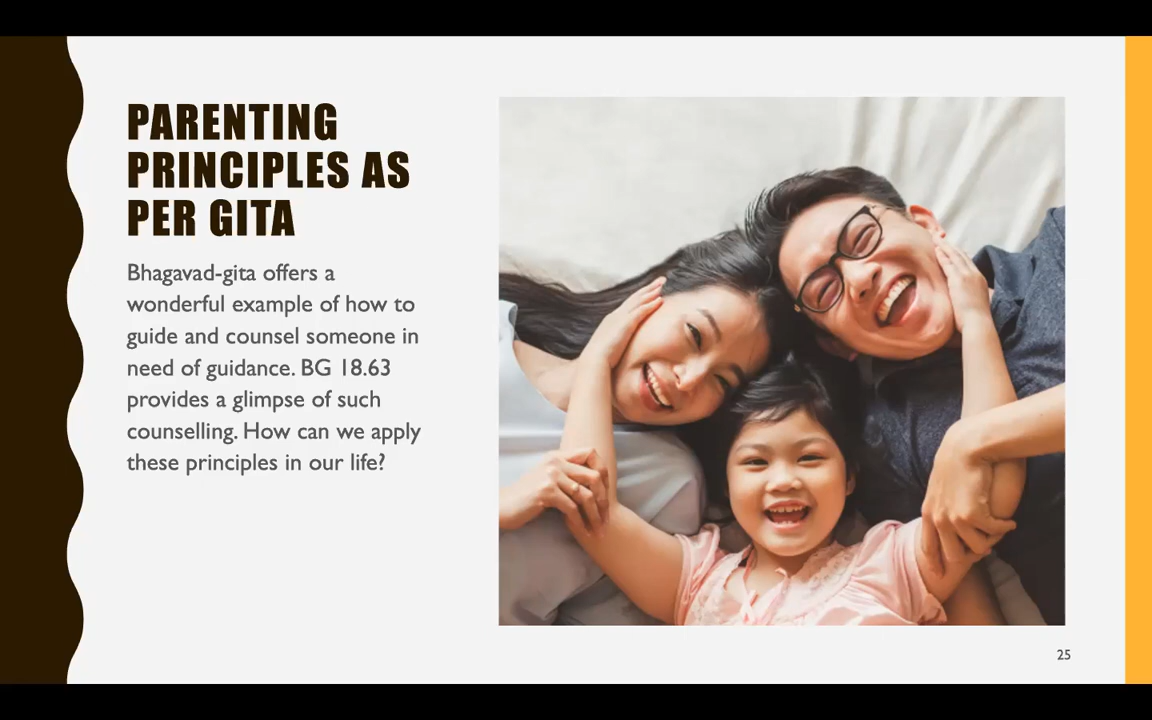 PARENTING
PRINCIPLES AS
PER GITA
Bhagavad-gita offers a
wonderful example of how to
guide and counsel someone in
need of guidance. BG 18.63
provides a glimpse of such
counselling. How can we apply
these principles in our life?
25